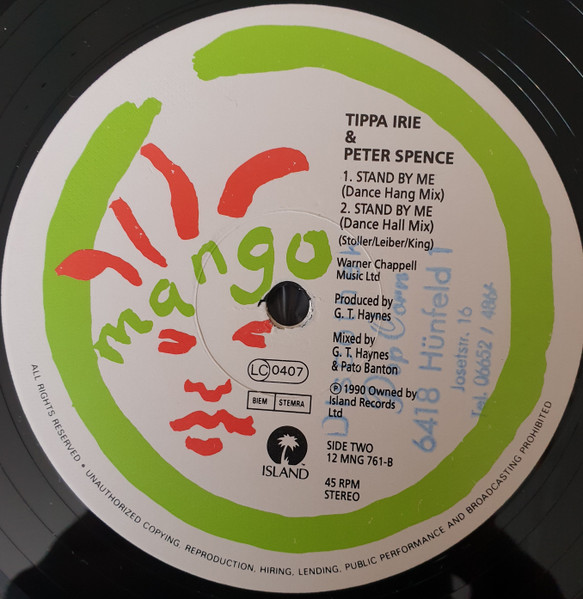 TIPPA IRIE
&
PETER SPENCE
1. STAND BY ME
(Dance Hang Mix)
2. STAND BY ME
(Dance Hall Mix)
(Stoller/Leiber/King)
Warner Chappell
Music Ltd
Produced by
G. T. Haynes
Mixed by
G. T. Haynes
& Pato Banton
℗ 1990 Owned by
Island Records
Ltd
SIDE TWO
12 MNG 761-B
45 RPM
STEREO
mango
LC 0407
BIEM STEMRA
ISLAND
6418 Hünfeld 1
Josefstr. 16
Tel. 06652 /
ALL RIGHTS RESERVED • UNAUTHORIZED COPYING, REPRODUCTION, HIRING, LENDING, PUBLIC PERFORMANCE AND BROADCASTING PROHIBITED